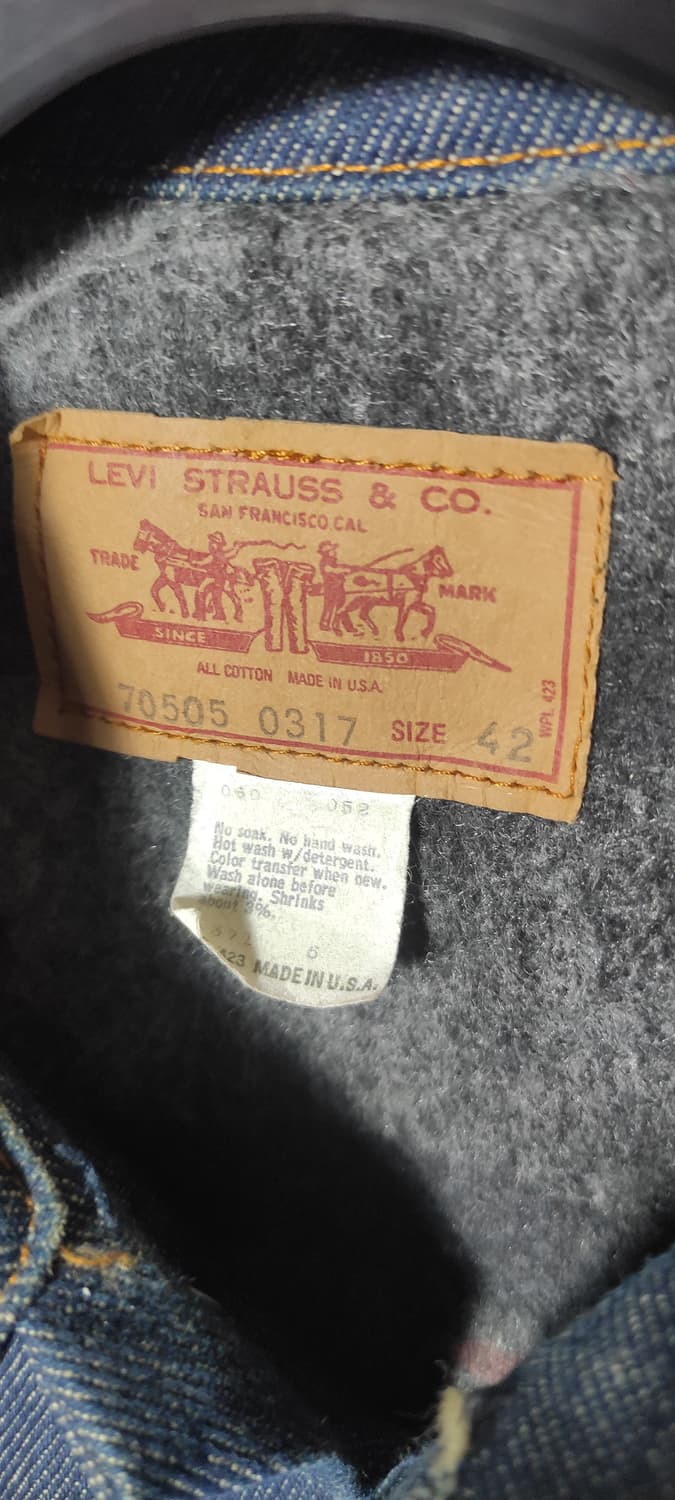 LEVI STRAUSS & CO.
SAN FRANCISCO, CAL
TRADE MARK
SINCE 1850
ALL COTTON MADE IN U.S.A.
70505 0317 SIZE 42
WPL 423
052
No soak. No hand wash.
Hot wash w/detergent.
Color transfer when new.
Wash alone before
wearing. Shrinks
about 3%.
6
423 MADE IN U.S.A.